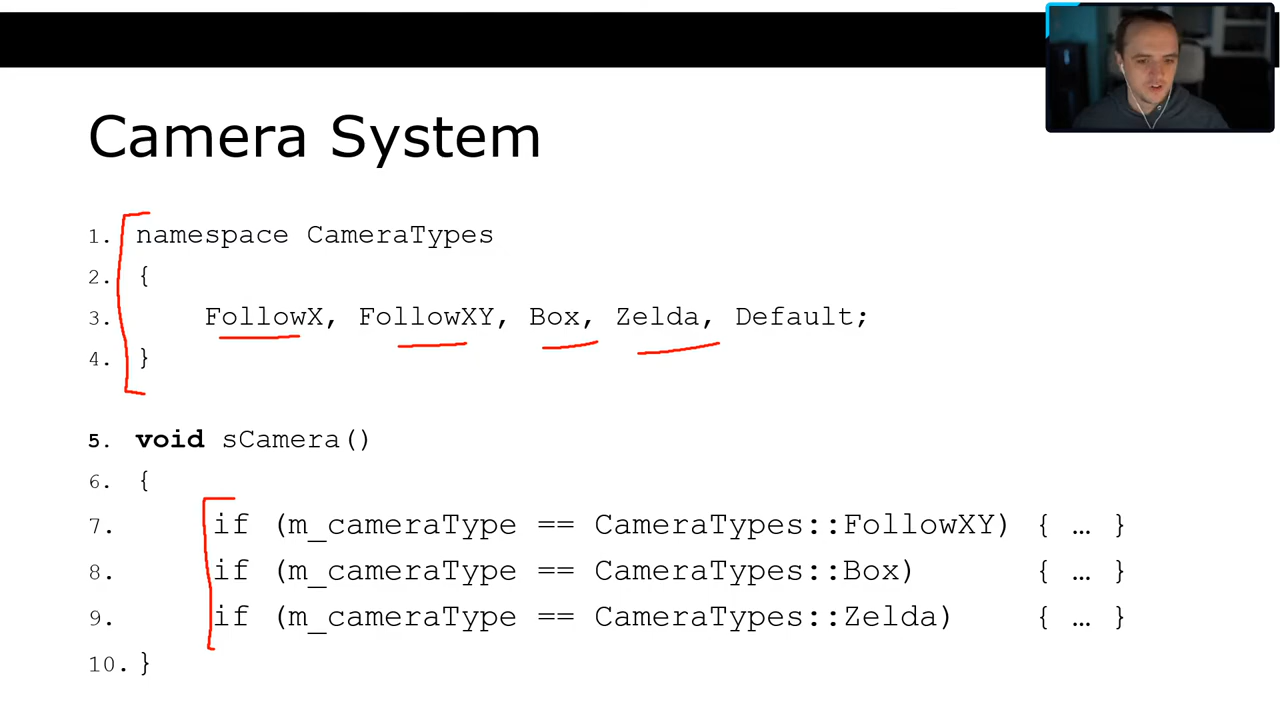 Camera System
1. namespace CameraTypes
2. {
3. FollowX, FollowXY, Box, Zelda, Default;
4. }
5. void sCamera()
6. {
7. if (m_cameraType == CameraTypes::FollowXY) { … }
8. if (m_cameraType == CameraTypes::Box) { … }
9. if (m_cameraType == CameraTypes::Zelda) { … }
10. }